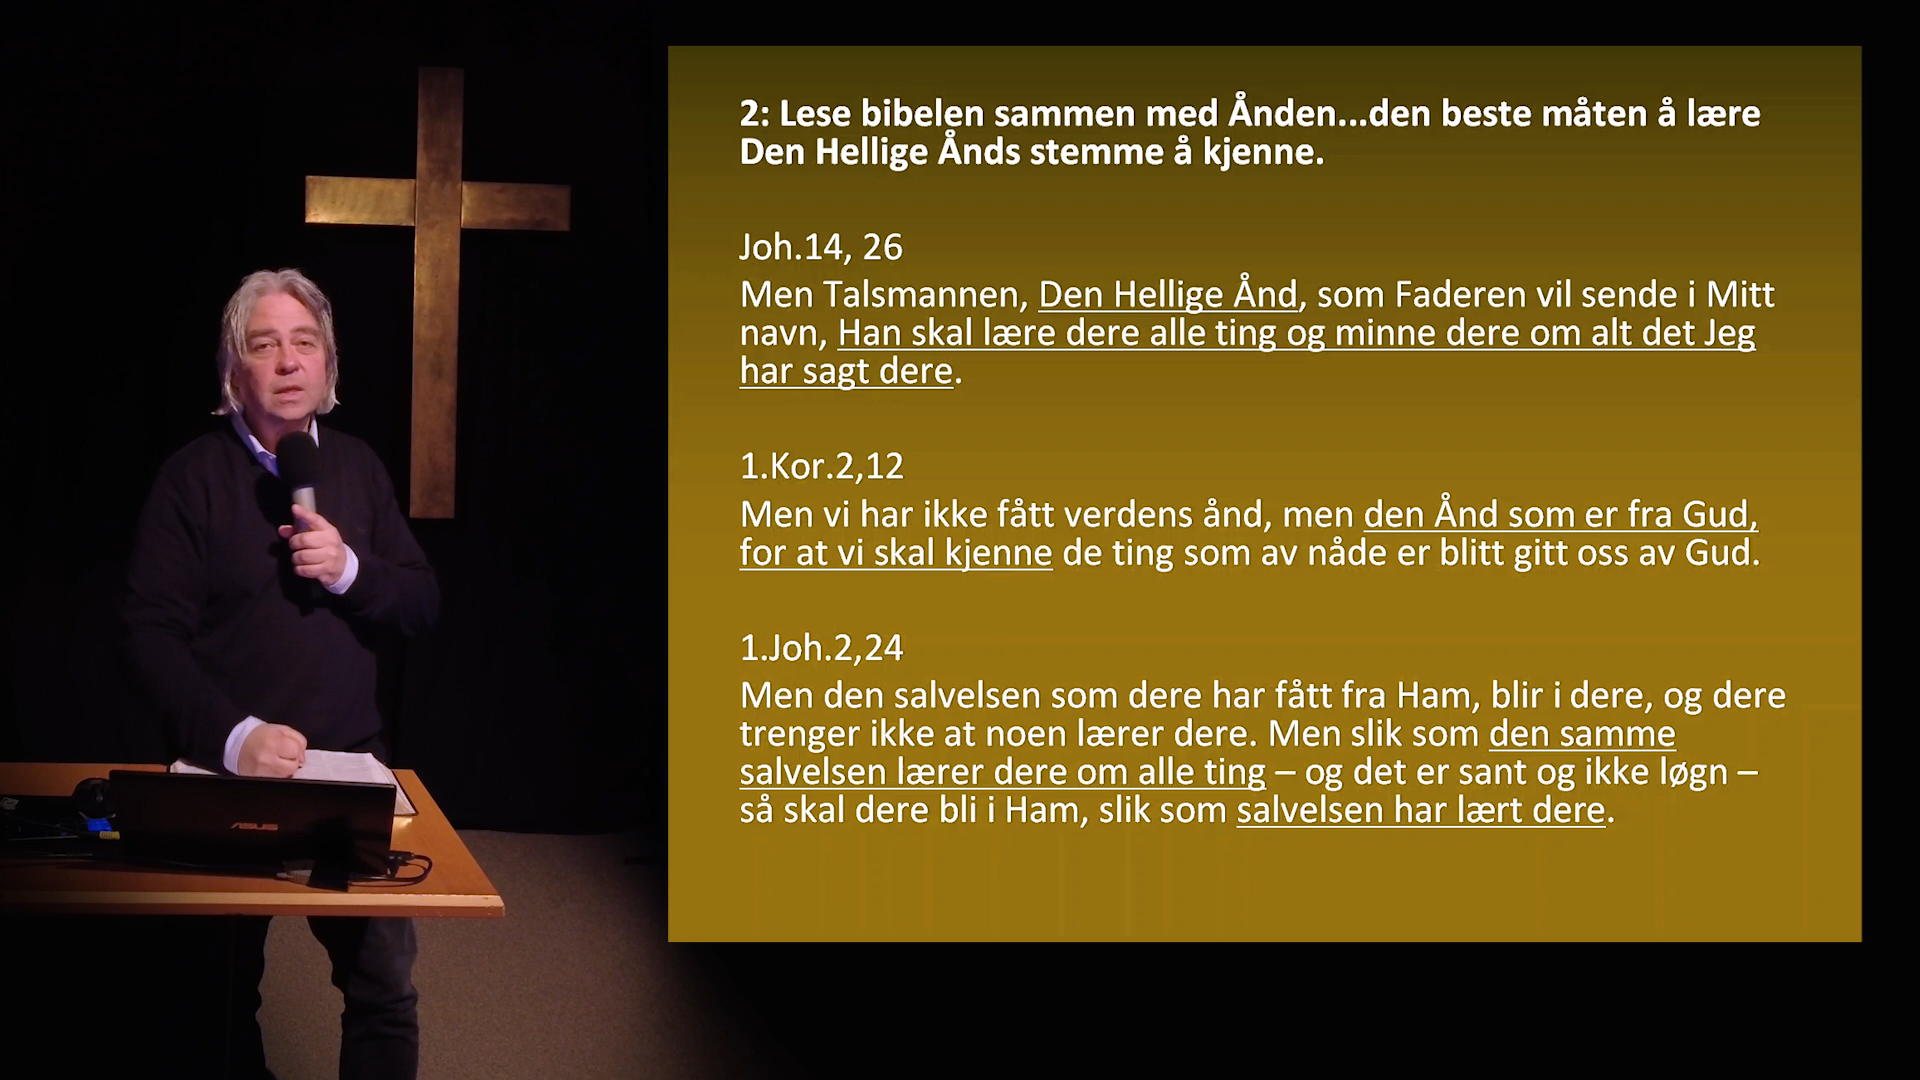 2: Lese bibelen sammen med Ånden...den beste måten å lære
Den Hellige Ånds stemme å kjenne.
Joh.14, 26
Men Talsmannen, Den Hellige Ånd, som Faderen vil sende i Mitt
navn, Han skal lære dere alle ting og minne dere om alt det Jeg
har sagt dere.
1.Kor.2,12
Men vi har ikke fått verdens ånd, men den Ånd som er fra Gud,
for at vi skal kjenne de ting som av nåde er blitt gitt oss av Gud.
1.Joh.2,24
Men den salvelsen som dere har fått fra Ham, blir i dere, og dere
trenger ikke at noen lærer dere. Men slik som den samme
salvelsen lærer dere om alle ting – og det er sant og ikke løgn –
så skal dere bli i Ham, slik som salvelsen har lært dere.
ASUS